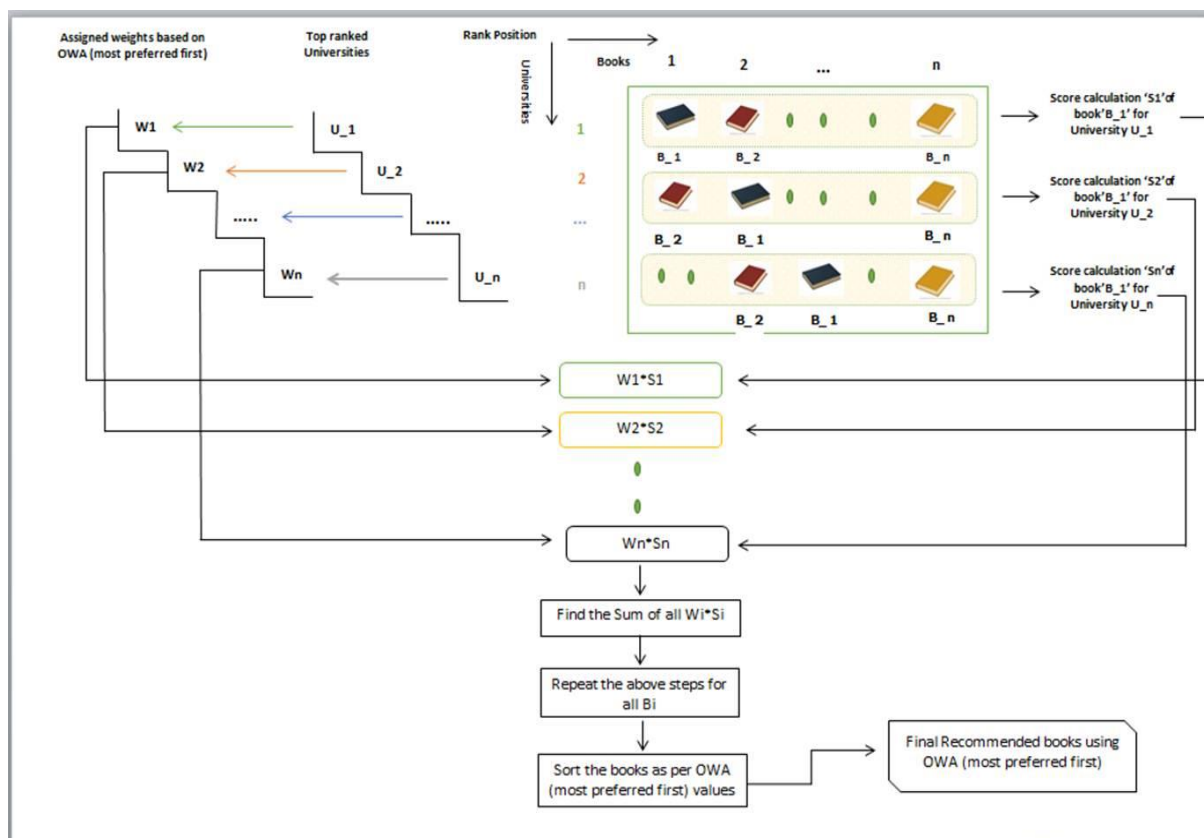 Assigned weights based on
OWA (most preferred first)
Top ranked
Universities
Rank Position
Books
Universities
1
2
...
n
W1
U_1
W2
U_2
.....
.....
Wn
U_n
1
2
...
n
B_1
B_2
B_n
B_2
B_1
B_n
B_2
B_1
B_n
Score calculation 'S1'of
book'B_1' for
University U_1
Score calculation 'S2'of
book'B_1' for
University U_2
Score calculation 'Sn'of
book'B_1' for
University U_n
W1*S1
W2*S2
Wn*Sn
Find the Sum of all Wi*Si
Repeat the above steps for
all Bi
Sort the books as per OWA
(most preferred first) values
Final Recommended books using
OWA (most preferred first)